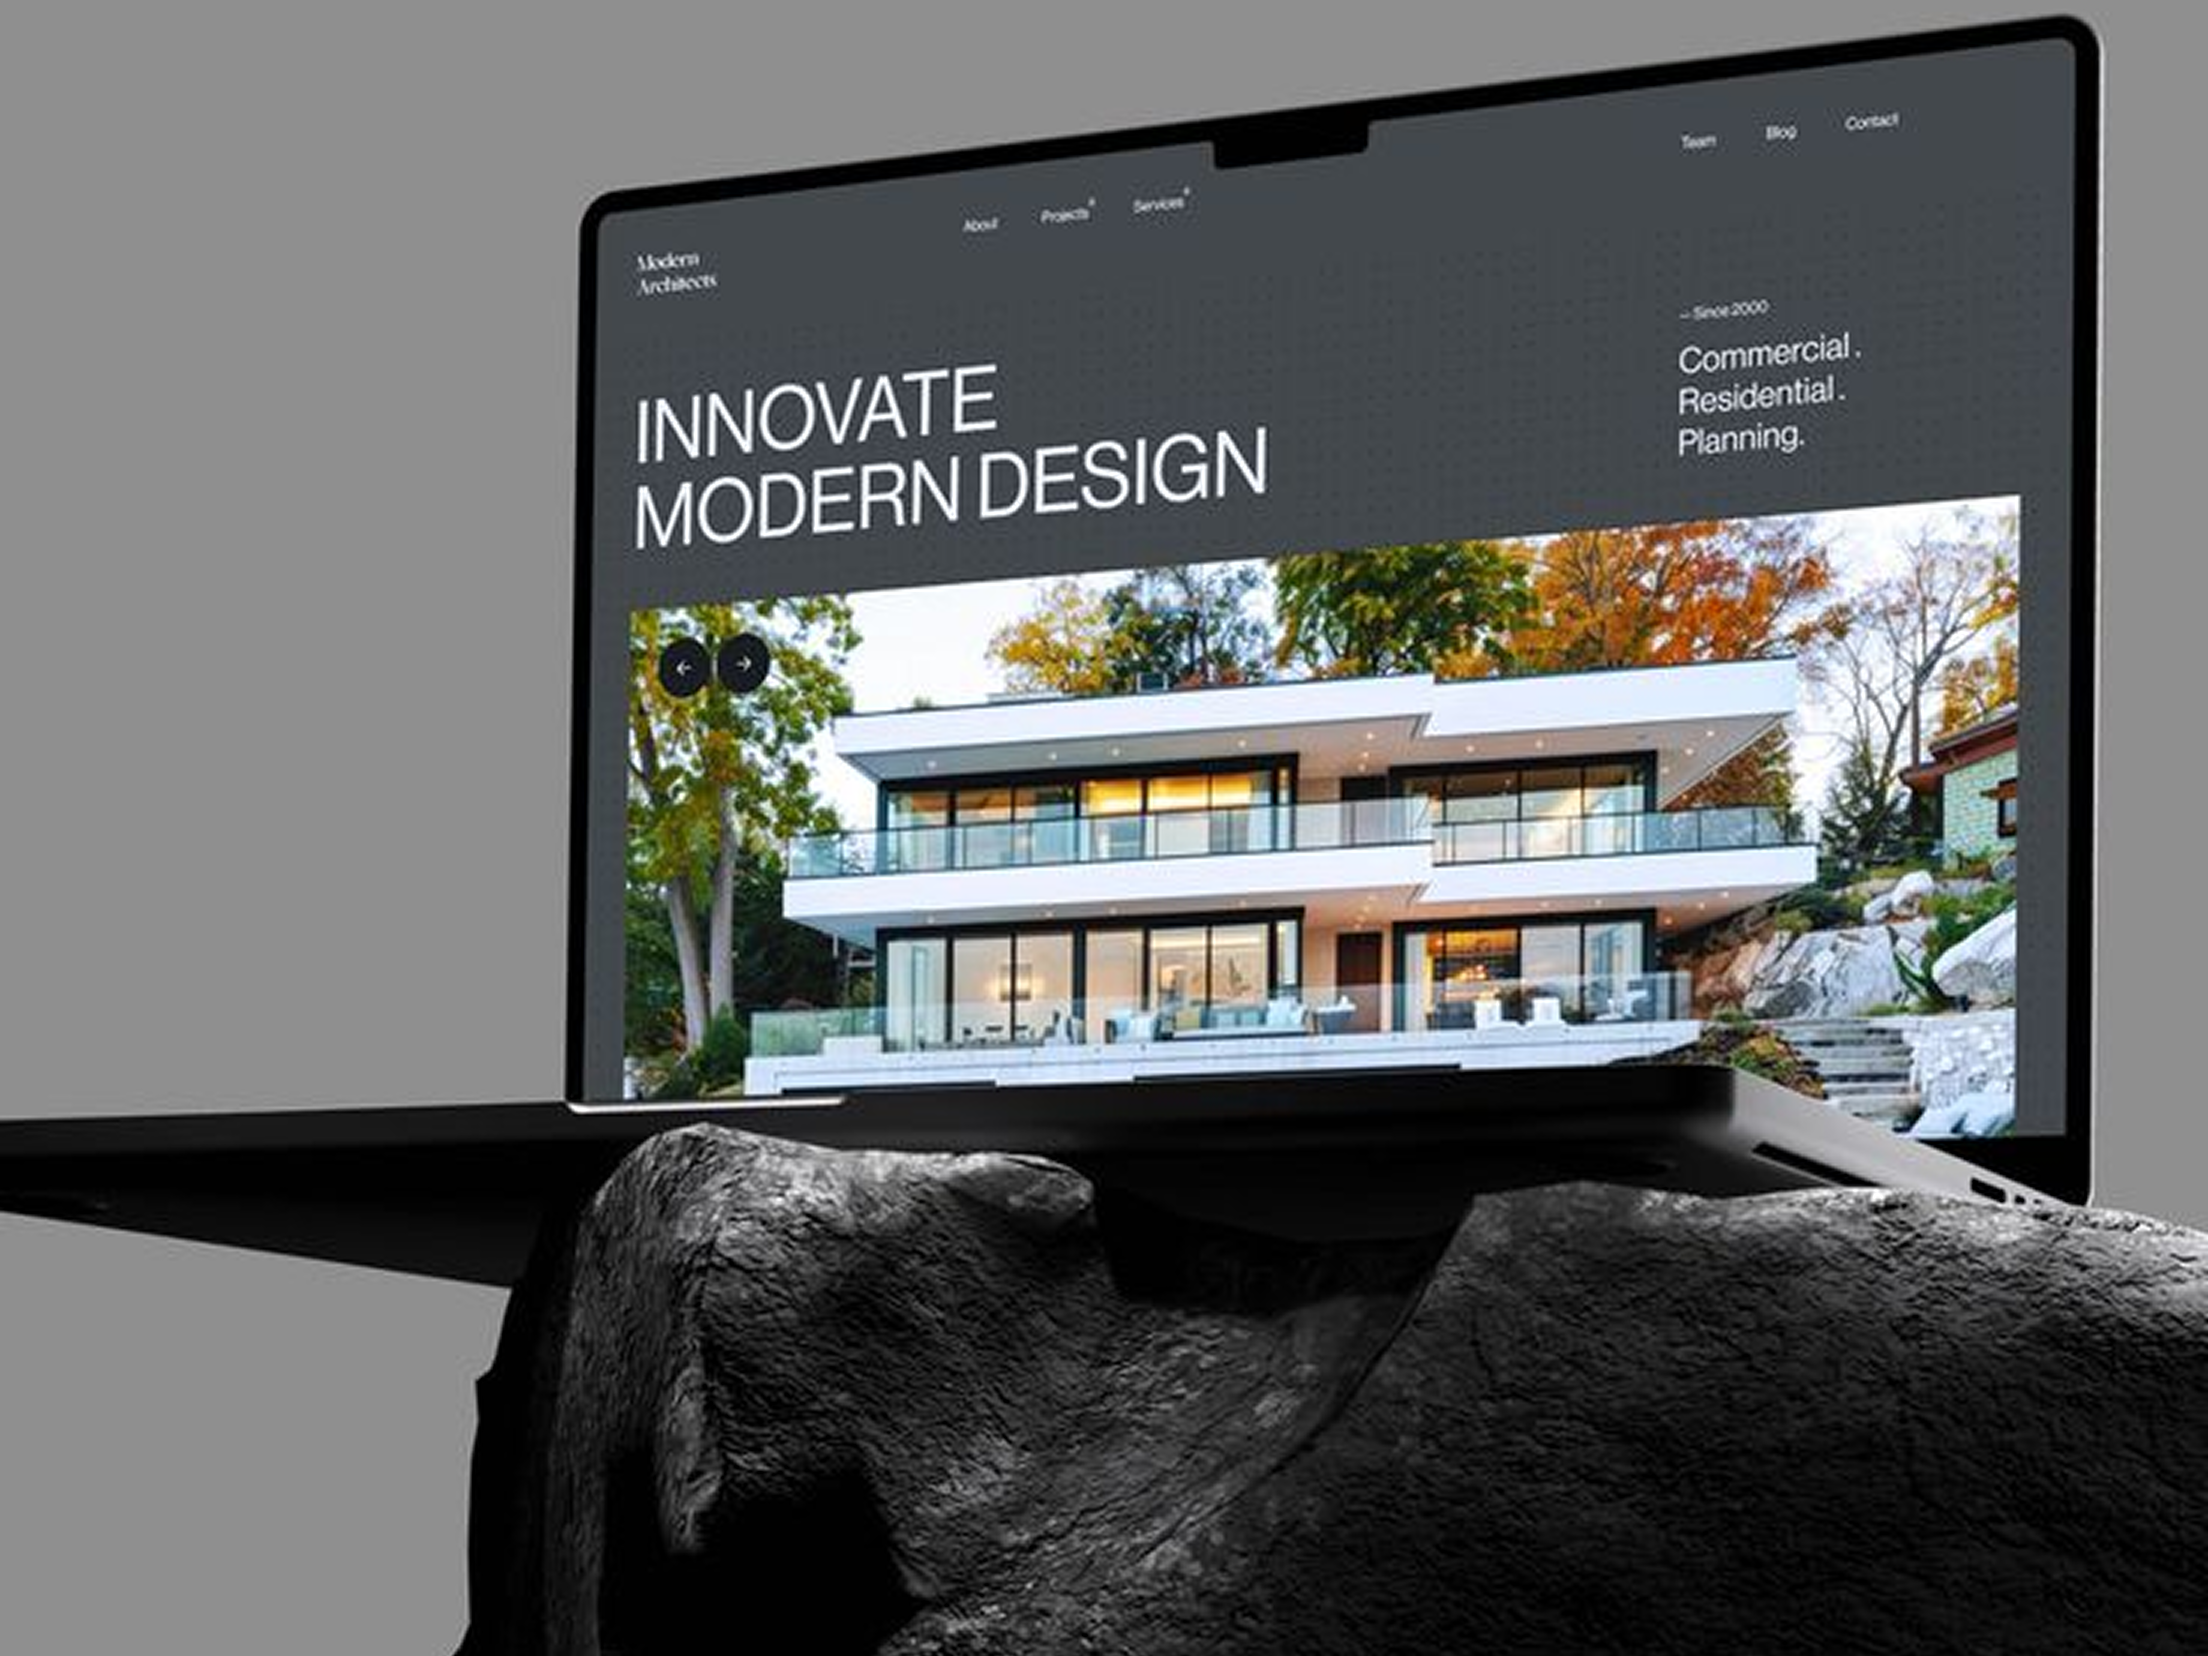 About Projects Services Team Blog Contact
Modern
Architects
INNOVATE
MODERN DESIGN
– Since 2000
Commercial.
Residential.
Planning.